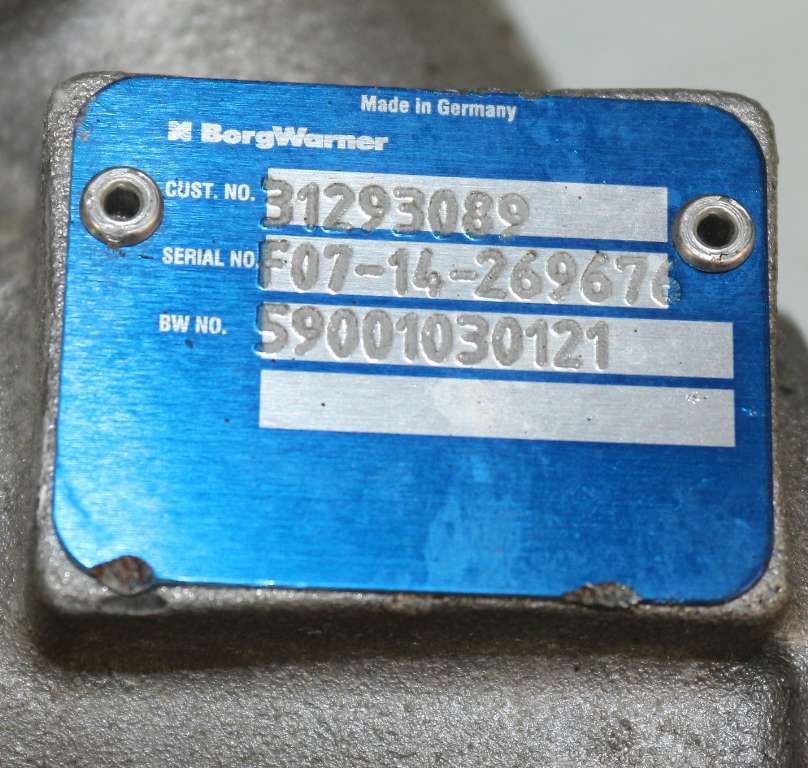 Made in Germany
BorgWarner
CUST. NO. 31293089
SERIAL NO. F07-14-269676
BW NO. 59001030121